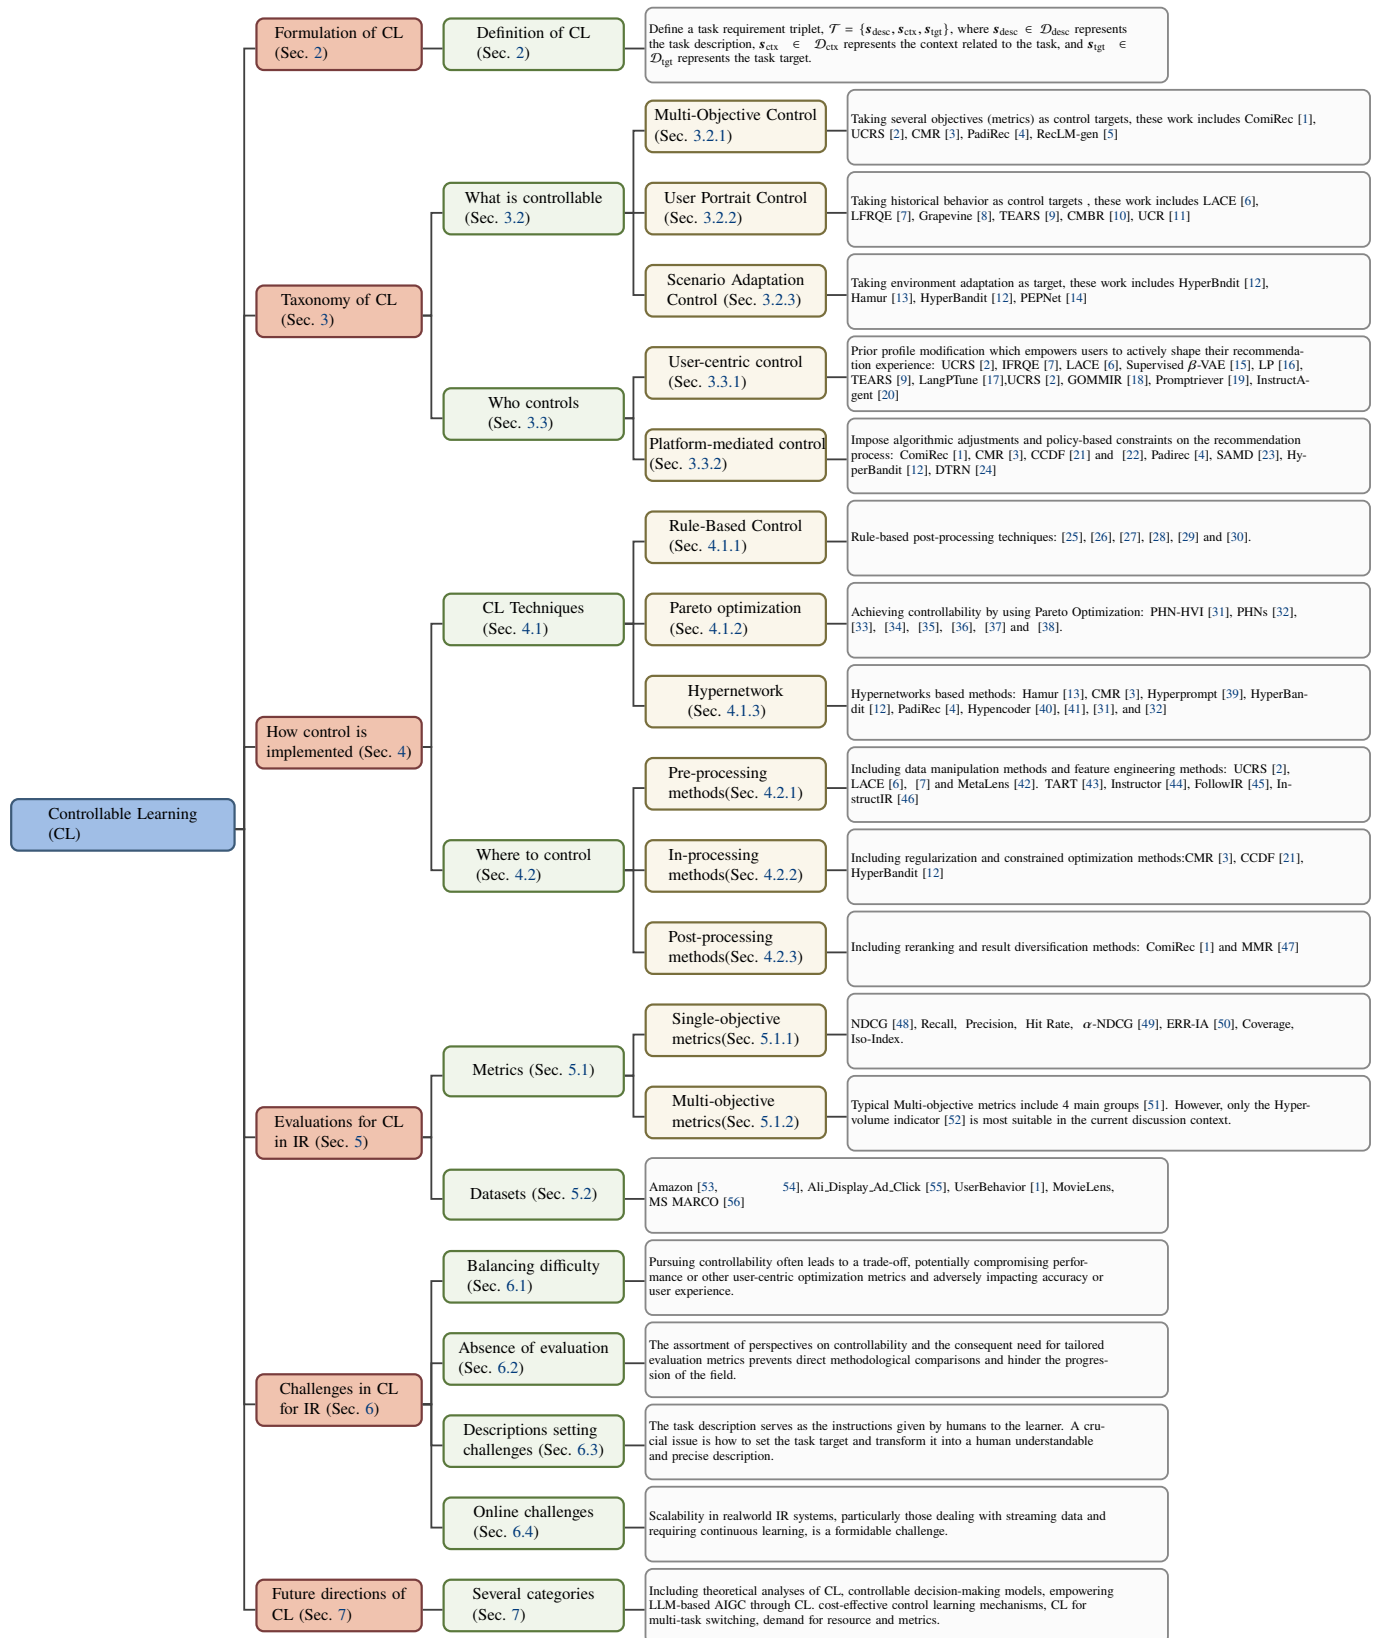 Formulation of CL
(Sec. 2)
Definition of CL
(Sec. 2)
Define a task requirement triplet, 𝒯 = {𝒔desc, 𝒔ctx, 𝒔tgt}, where 𝒔desc ∈ 𝒟desc represents
the task description, 𝒔ctx ∈ 𝒟ctx represents the context related to the task, and 𝒔tgt ∈
𝒟tgt represents the task target.
Multi-Objective Control
(Sec. 3.2.1)
Taking several objectives (metrics) as control targets, these work includes ComiRec [1],
UCRS [2], CMR [3], PadiRec [4], RecLM-gen [5]
What is controllable
(Sec. 3.2)
User Portrait Control
(Sec. 3.2.2)
Taking historical behavior as control targets , these work includes LACE [6],
LFRQE [7], Grapevine [8], TEARS [9], CMBR [10], UCR [11]
Scenario Adaptation
Control (Sec. 3.2.3)
Taking environment adaptation as target, these work includes HyperBndit [12],
Hamur [13], HyperBandit [12], PEPNet [14]
Taxonomy of CL
(Sec. 3)
User-centric control
(Sec. 3.3.1)
Prior profile modification which empowers users to actively shape their recommenda-
tion experience: UCRS [2], IFRQE [7], LACE [6], Supervised β-VAE [15], LP [16],
TEARS [9], LangPTune [17],UCRS [2], GOMMIR [18], Promptriever [19], InstructA-
gent [20]
Who controls
(Sec. 3.3)
Platform-mediated control
(Sec. 3.3.2)
Impose algorithmic adjustments and policy-based constraints on the recommendation
process: ComiRec [1], CMR [3], CCDF [21] and [22], Padirec [4], SAMD [23], Hy-
perBandit [12], DTRN [24]
Rule-Based Control
(Sec. 4.1.1)
Rule-based post-processing techniques: [25], [26], [27], [28], [29] and [30].
CL Techniques
(Sec. 4.1)
Pareto optimization
(Sec. 4.1.2)
Achieving controllability by using Pareto Optimization: PHN-HVI [31], PHNs [32],
[33], [34], [35], [36], [37] and [38].
Hypernetwork
(Sec. 4.1.3)
Hypernetworks based methods: Hamur [13], CMR [3], Hyperprompt [39], HyperBan-
dit [12], PadiRec [4], Hypencoder [40], [41], [31], and [32]
How control is
implemented (Sec. 4)
Pre-processing
methods(Sec. 4.2.1)
Including data manipulation methods and feature engineering methods: UCRS [2],
LACE [6], [7] and MetaLens [42]. TART [43], Instructor [44], FollowIR [45], In-
structIR [46]
Controllable Learning
(CL)
Where to control
(Sec. 4.2)
In-processing
methods(Sec. 4.2.2)
Including regularization and constrained optimization methods:CMR [3], CCDF [21],
HyperBandit [12]
Post-processing
methods(Sec. 4.2.3)
Including reranking and result diversification methods: ComiRec [1] and MMR [47]
Single-objective
metrics(Sec. 5.1.1)
NDCG [48], Recall, Precision, Hit Rate, α-NDCG [49], ERR-IA [50], Coverage,
Iso-Index.
Metrics (Sec. 5.1)
Multi-objective
metrics(Sec. 5.1.2)
Typical Multi-objective metrics include 4 main groups [51]. However, only the Hyper-
volume indicator [52] is most suitable in the current discussion context.
Evaluations for CL
in IR (Sec. 5)
Datasets (Sec. 5.2)
Amazon [53, 54], Ali_Display_Ad_Click [55], UserBehavior [1], MovieLens,
MS MARCO [56]
Balancing difficulty
(Sec. 6.1)
Pursuing controllability often leads to a trade-off, potentially compromising perfor-
mance or other user-centric optimization metrics and adversely impacting accuracy or
user experience.
Absence of evaluation
(Sec. 6.2)
The assortment of perspectives on controllability and the consequent need for tailored
evaluation metrics prevents direct methodological comparisons and hinder the progres-
sion of the field.
Challenges in CL
for IR (Sec. 6)
Descriptions setting
challenges (Sec. 6.3)
The task description serves as the instructions given by humans to the learner. A cru-
cial issue is how to set the task target and transform it into a human understandable
and precise description.
Online challenges
(Sec. 6.4)
Scalability in realworld IR systems, particularly those dealing with streaming data and
requiring continuous learning, is a formidable challenge.
Future directions of
CL (Sec. 7)
Several categories
(Sec. 7)
Including theoretical analyses of CL, controllable decision-making models, empowering
LLM-based AIGC through CL. cost-effective control learning mechanisms, CL for
multi-task switching, demand for resource and metrics.